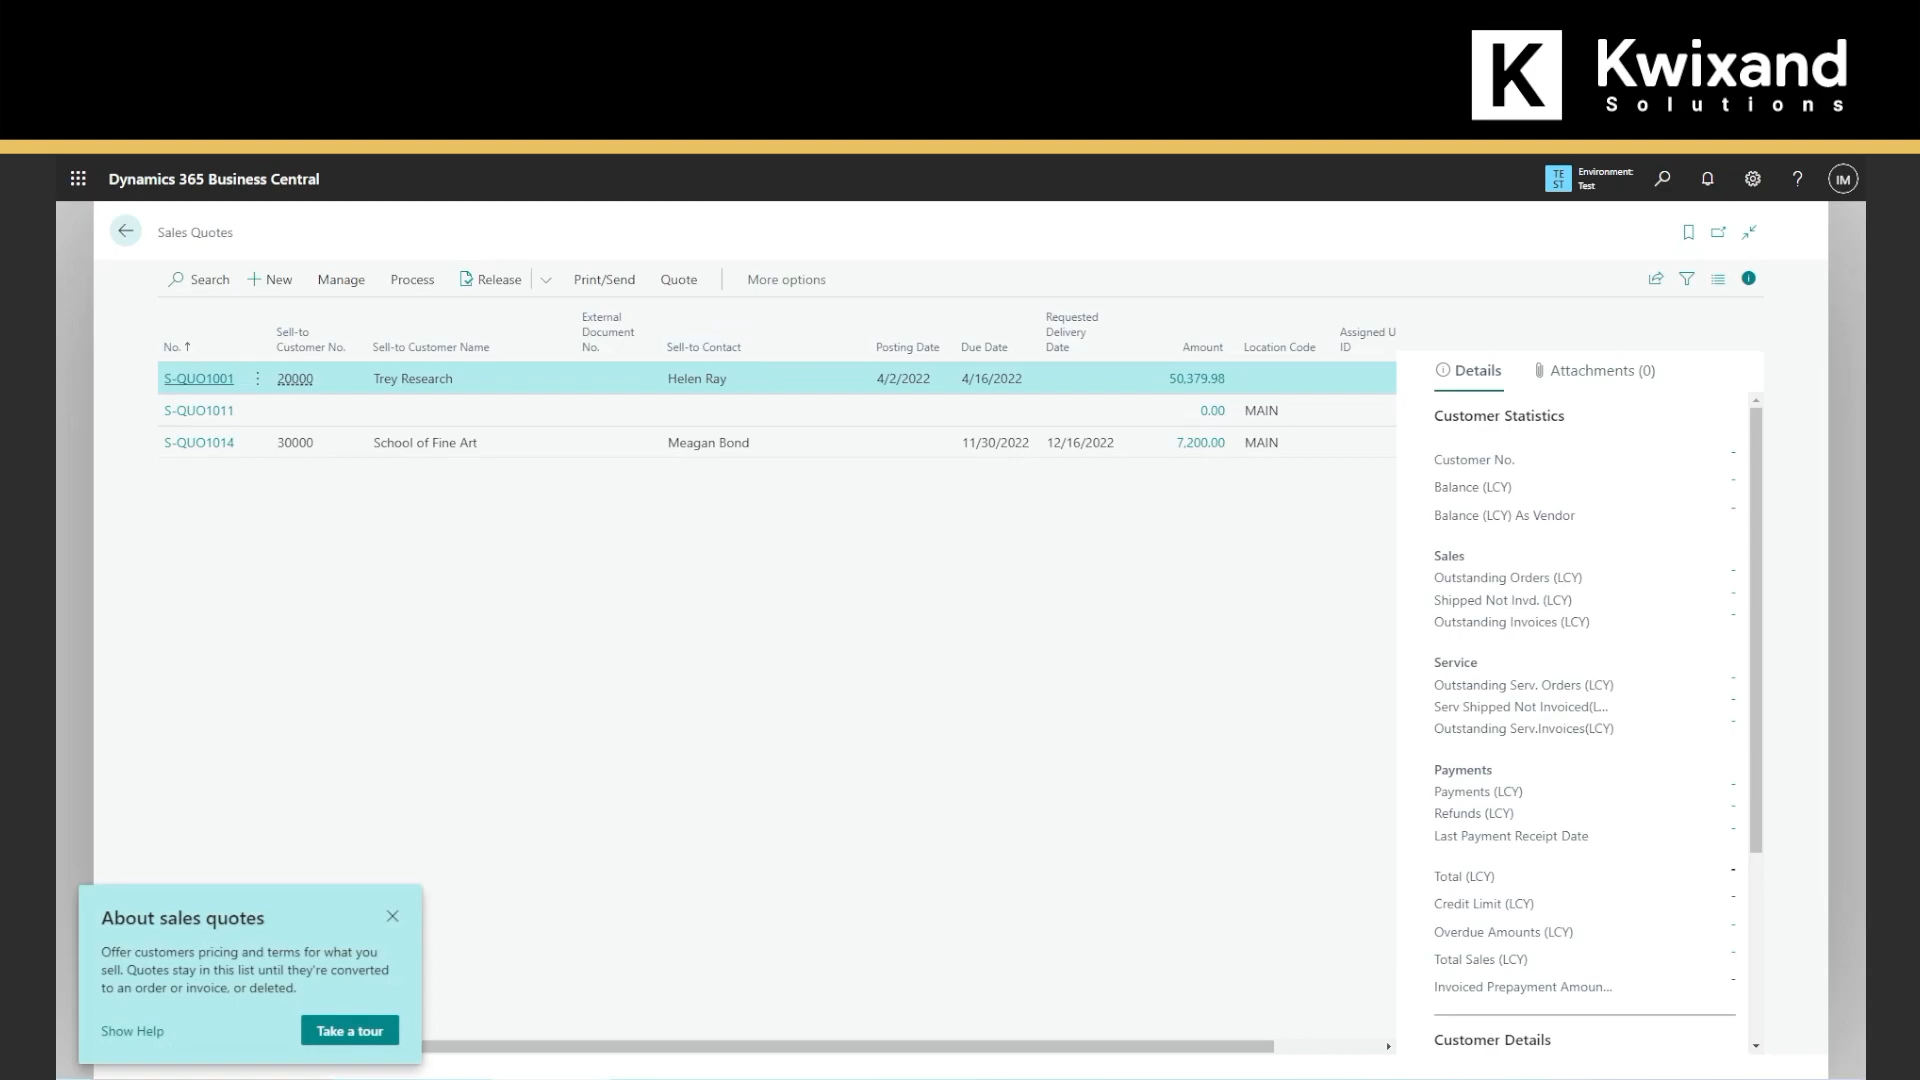 K Kwixand
Solutions
Dynamics 365 Business Central
TE
ST
Environment:
Test
?
IM
Sales Quotes
Search
New
Manage
Process
Release
Print/Send
Quote
More options
No. ↑
Sell-to
Customer No.
Sell-to Customer Name
External
Document
No.
Sell-to Contact
Posting Date
Due Date
Requested
Delivery
Date
Amount
Location Code
Assigned U
ID
S-QUO1001 20000 Trey Research Helen Ray 4/2/2022 4/16/2022 50,379.98
S-QUO1011 0.00 MAIN
S-QUO1014 30000 School of Fine Art Meagan Bond 11/30/2022 12/16/2022 7,200.00 MAIN
Details
Attachments (0)
Customer Statistics
Customer No. -
Balance (LCY) -
Balance (LCY) As Vendor -
Sales
Outstanding Orders (LCY) -
Shipped Not Invd. (LCY) -
Outstanding Invoices (LCY) -
Service
Outstanding Serv. Orders (LCY) -
Serv Shipped Not Invoiced(L... -
Outstanding Serv.Invoices(LCY) -
Payments
Payments (LCY) -
Refunds (LCY) -
Last Payment Receipt Date -
Total (LCY) -
Credit Limit (LCY) -
Overdue Amounts (LCY) -
Total Sales (LCY) -
Invoiced Prepayment Amoun... -
Customer Details
About sales quotes
Offer customers pricing and terms for what you
sell. Quotes stay in this list until they're converted
to an order or invoice, or deleted.
Show Help
Take a tour